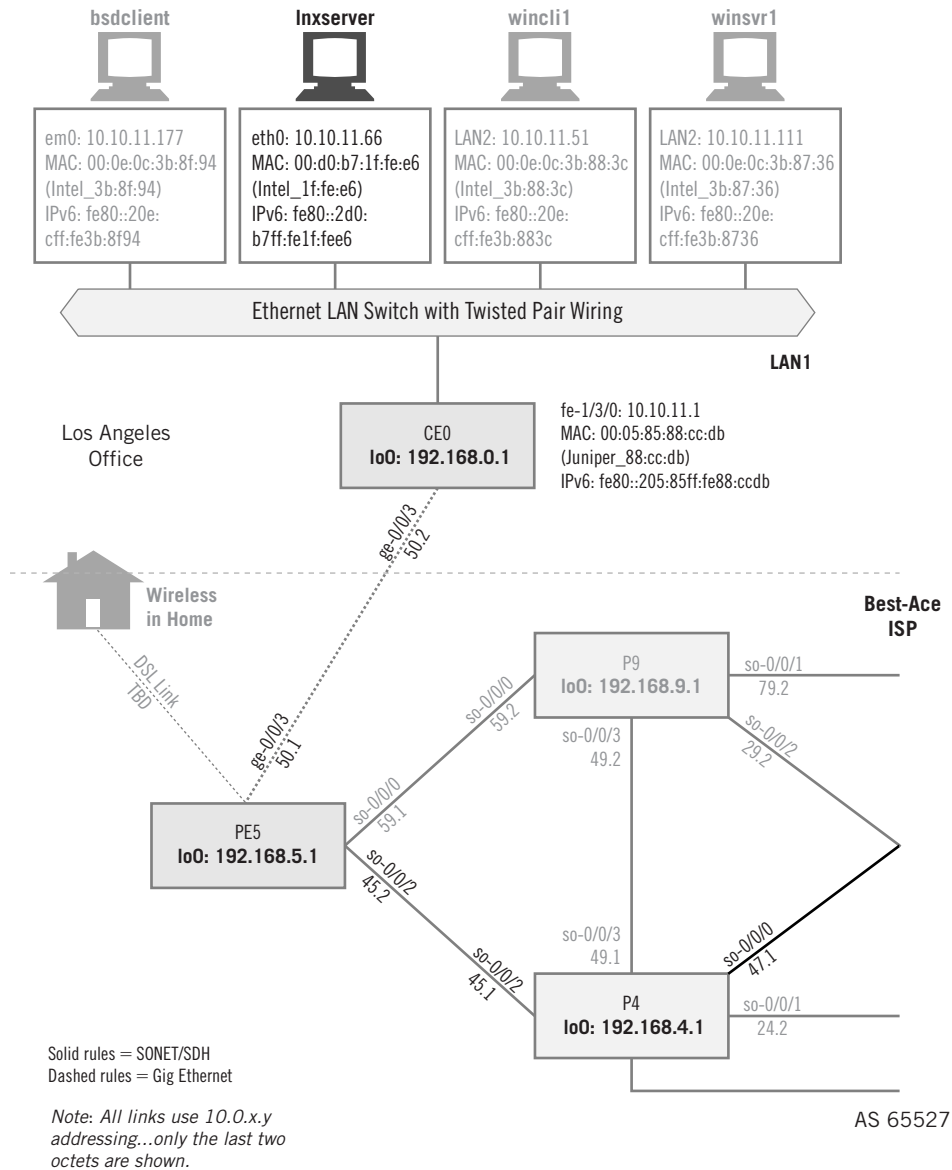 bsdclient
lnxserver
wincli1
winsvr1
em0: 10.10.11.177
MAC: 00:0e:0c:3b:8f:94
(Intel_3b:8f:94)
IPv6: fe80::20e:
cff:fe3b:8f94
eth0: 10.10.11.66
MAC: 00:d0:b7:1f:fe:e6
(Intel_1f:fe:e6)
IPv6: fe80::2d0:
b7ff:fe1f:fee6
LAN2: 10.10.11.51
MAC: 00:0e:0c:3b:88:3c
(Intel_3b:88:3c)
IPv6: fe80::20e:
cff:fe3b:883c
LAN2: 10.10.11.111
MAC: 00:0e:0c:3b:87:36
(Intel_3b:87:36)
IPv6: fe80::20e:
cff:fe3b:8736
Ethernet LAN Switch with Twisted Pair Wiring
LAN1
Los Angeles
Office
CE0
lo0: 192.168.0.1
fe-1/3/0: 10.10.11.1
MAC: 00:05:85:88:cc:db
(Juniper_88:cc:db)
IPv6: fe80::205:85ff:fe88:ccdb
ge-0/0/3
50.2
Wireless
in Home
Best-Ace
ISP
DSL Link
TBD
ge-0/0/3
50.1
P9
lo0: 192.168.9.1
so-0/0/1
79.2
so-0/0/0
59.2
so-0/0/3
49.2
so-0/0/2
29.2
so-0/0/0
59.1
PE5
lo0: 192.168.5.1
so-0/0/2
45.2
so-0/0/2
45.1
so-0/0/3
49.1
so-0/0/0
47.1
P4
lo0: 192.168.4.1
so-0/0/1
24.2
Solid rules = SONET/SDH
Dashed rules = Gig Ethernet
Note: All links use 10.0.x.y
addressing...only the last two
octets are shown.
AS 65527